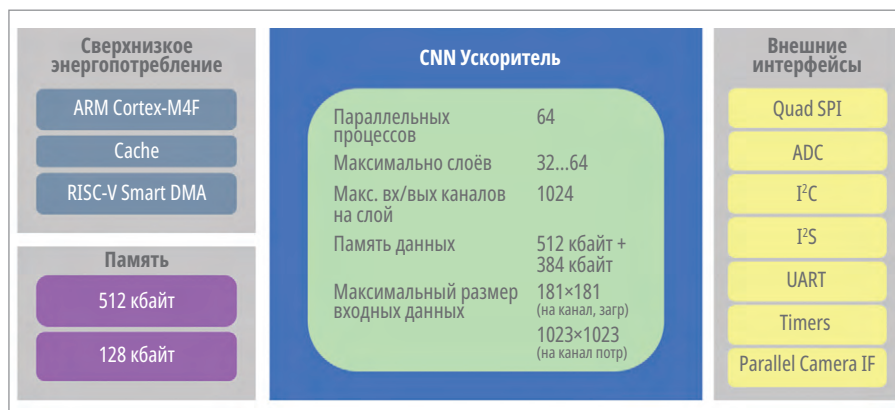 Сверхнизкое
энергопотребление
ARM Cortex-M4F
Cache
RISC-V Smart DMA
Память
512 кбайт
128 кбайт
CNN Ускоритель
Параллельных 64
процессов
Максимально слоёв 32...64
Макс. вх/вых каналов 1024
на слой
Память данных 512 кбайт +
384 кбайт
Максимальный размер 181×181
входных данных (на канал, загр)
1023×1023
(на канал потр)
Внешние
интерфейсы
Quad SPI
ADC
I²C
I²S
UART
Timers
Parallel Camera IF